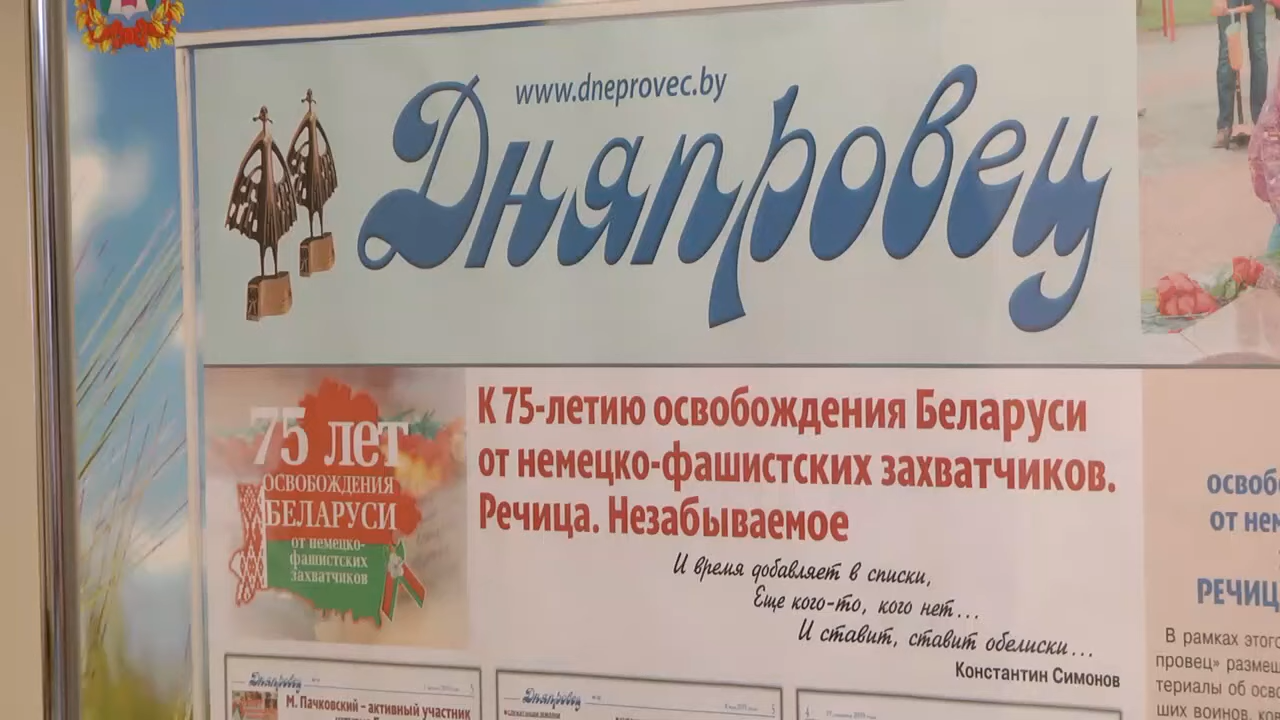 www.dneprovec.by
Дняпровец
75 лет
ОСВОБОЖДЕНИЯ
БЕЛАРУСИ
от немецко-
фашистских
захватчиков
К 75-летию освобождения Беларуси
от немецко-фашистских захватчиков.
Речица. Незабываемое
И время добавляет в списки,
Еще кого-то, кого нет...
И ставит, ставит обелиски...
Константин Симонов
Дняпровец
М. Пачковский – активный участник
Дняпровец
освоб
от нем
РЕЧИЦ
В рамках этого
провец» размещ
териалы об осво
ших воинов, ков